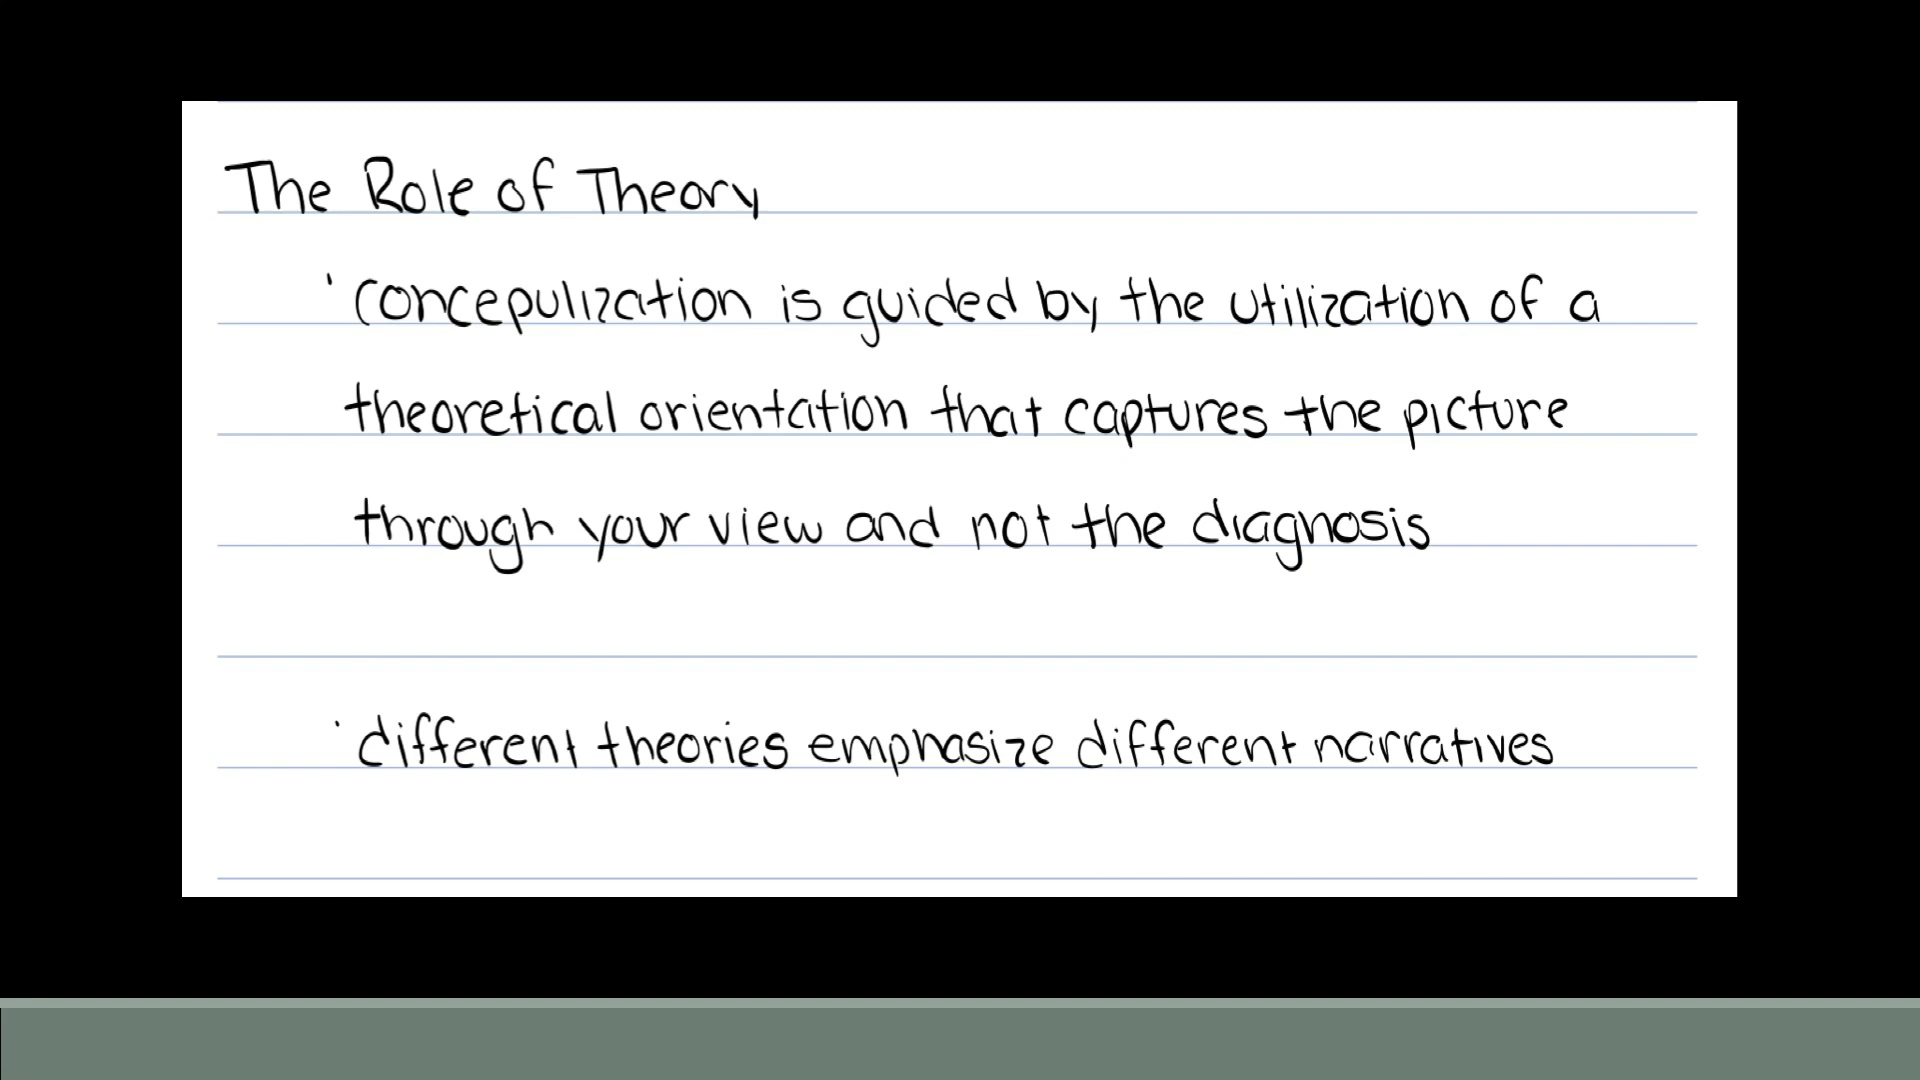 The Role of Theory
· concepulization is guided by the utilization of a
theoretical orientation that captures the picture
through your view and not the diagnosis
· different theories emphasize different narratives